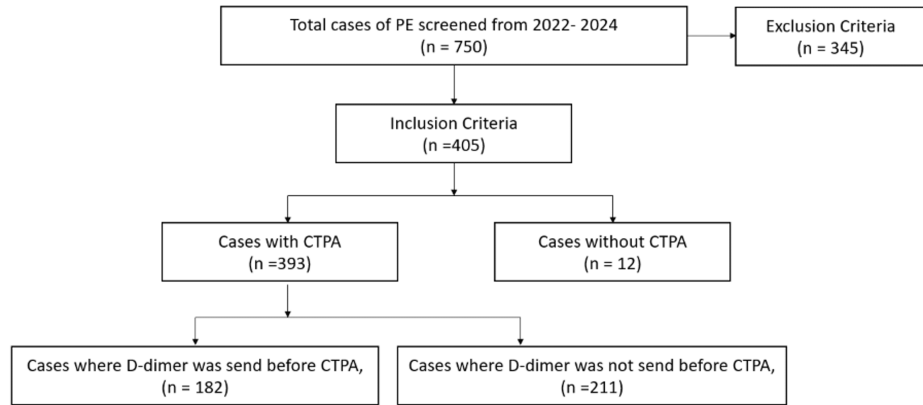 Total cases of PE screened from 2022- 2024
(n = 750)
Exclusion Criteria
(n = 345)
Inclusion Criteria
(n =405)
Cases with CTPA
(n =393)
Cases without CTPA
(n = 12)
Cases where D-dimer was send before CTPA,
(n = 182)
Cases where D-dimer was not send before CTPA,
(n =211)